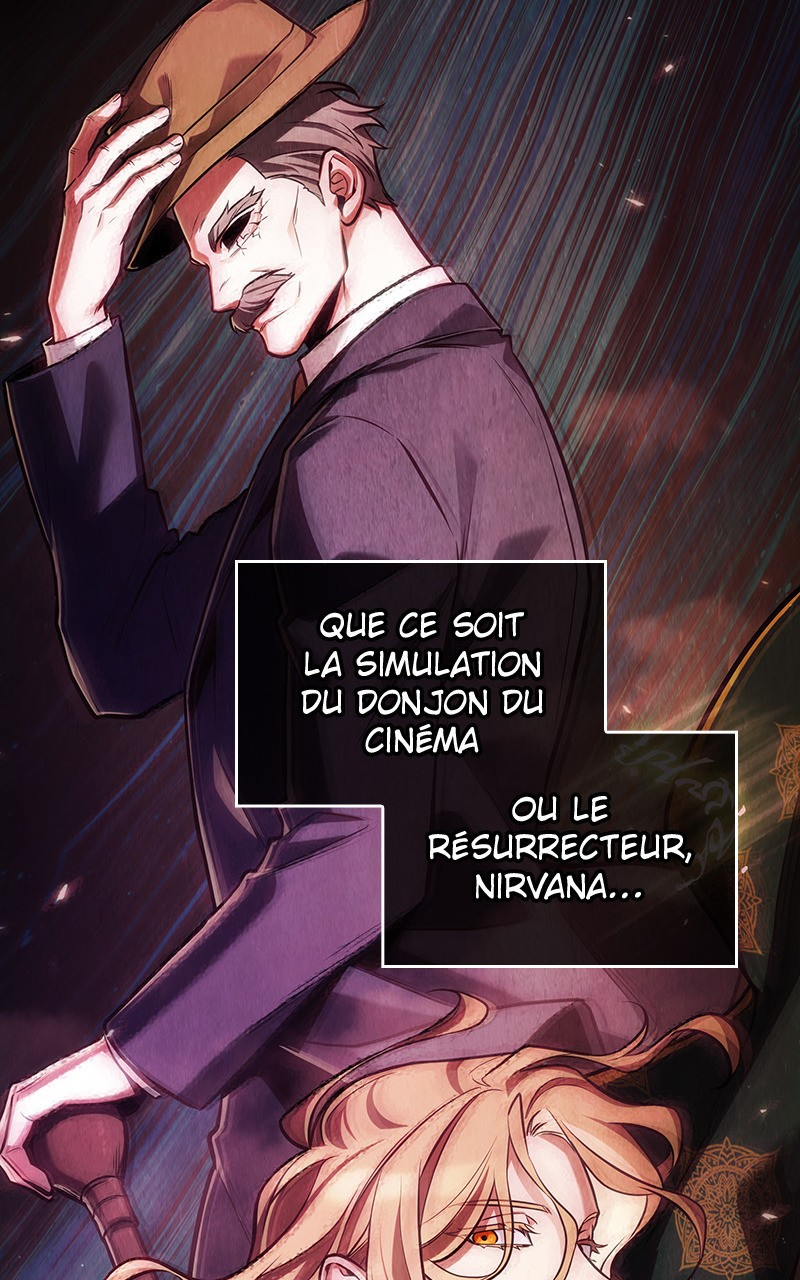 QUE CE SOIT
LA SIMULATION
DU DONJON DU
CINÉMA
OU LE
RÉSURRECTEUR,
NIRVANA...